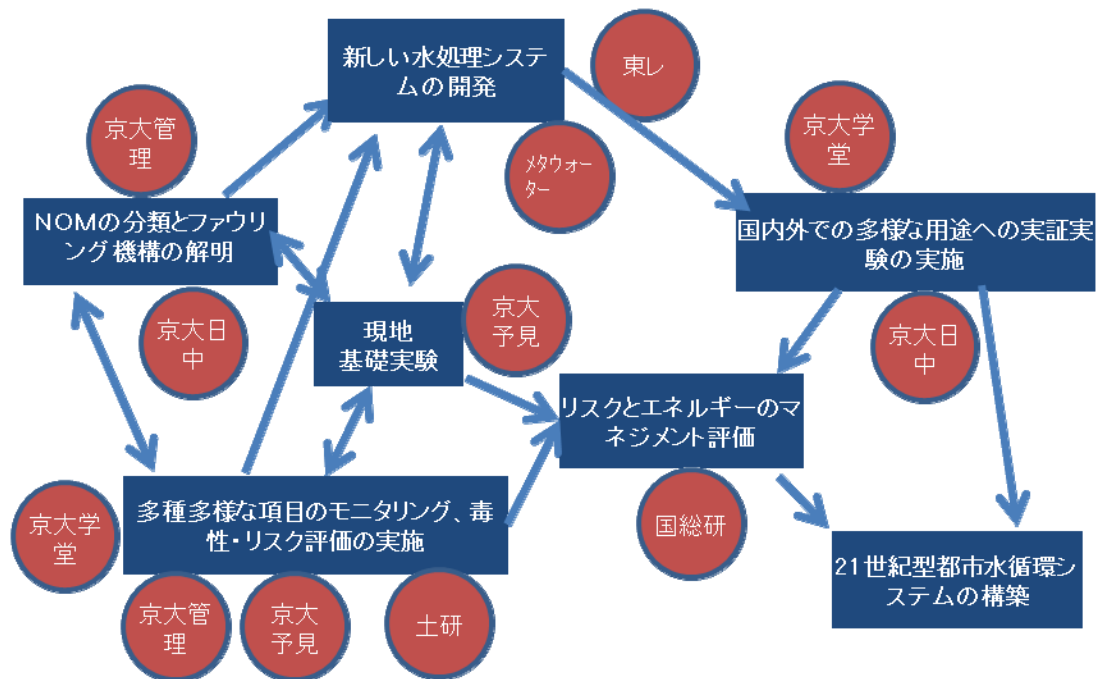 新しい水処理システ
ムの開発
東レ
京大管
理
京大学
堂
メタウォー
ター
NOMの分類とファウリ
ング機構の解明
国内外での多様な用途への実証実
験の実施
京大日
中
現地
基礎実験
京大
予見
京大日
中
リスクとエネルギーのマ
ネジメント評価
京大学
堂
多種多様な項目のモニタリング、毒
性・リスク評価の実施
国総研
21世紀型都市水循環シ
ステムの構築
京大管
理
京大
予見
土研